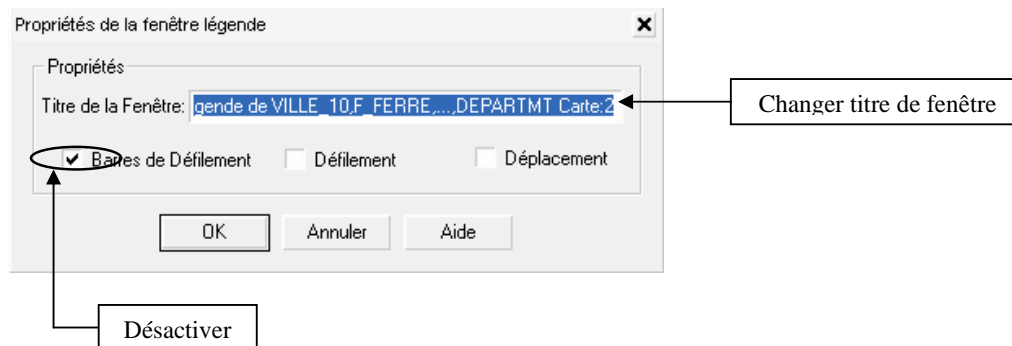 Propriétés de la fenêtre légende
Propriétés
Titre de la Fenêtre: gende de VILLE_10,F_FERRE,...,DEPARTMT Carte:2
Changer titre de fenêtre
Barres de Défilement Défilement Déplacement
OK Annuler Aide
Désactiver